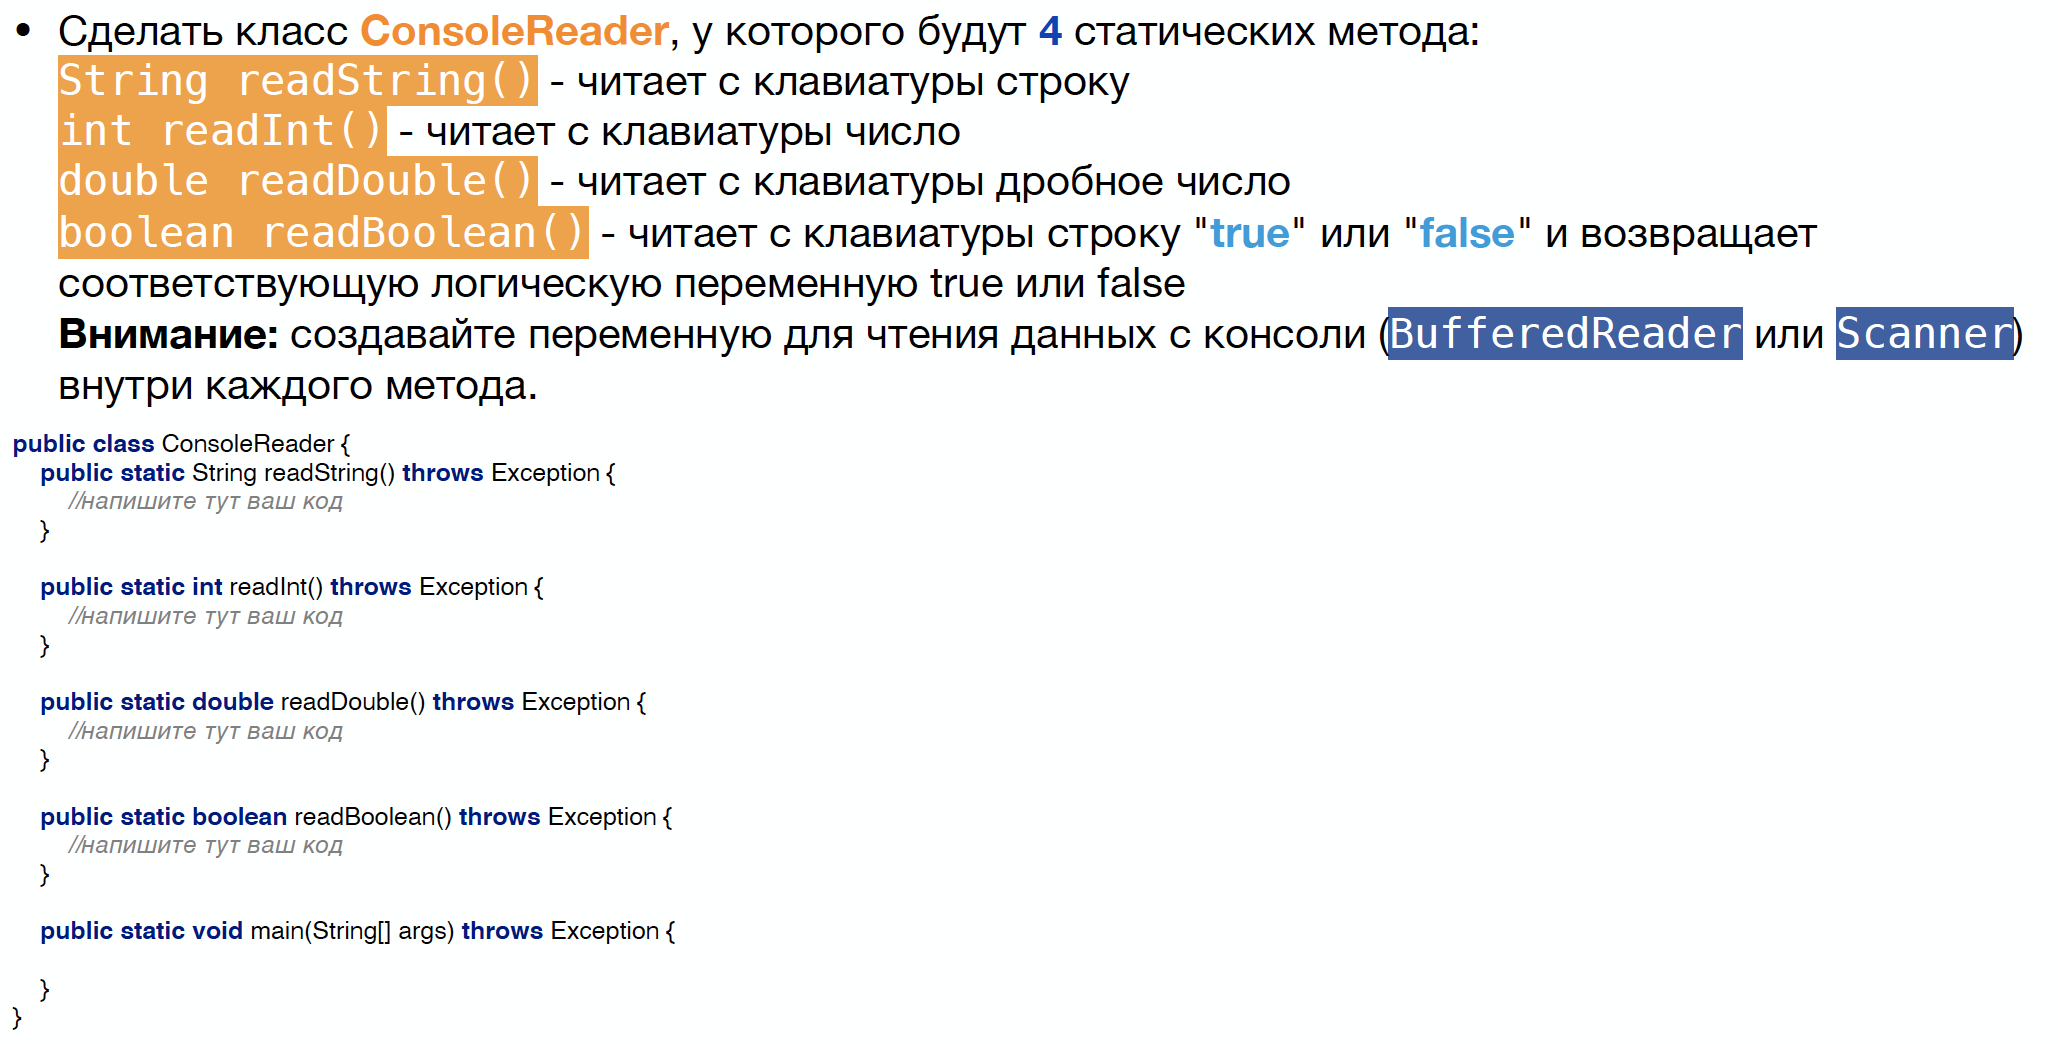 • Сделать класс ConsoleReader, у которого будут 4 статических метода:
String readString() - читает с клавиатуры строку
int readInt() - читает с клавиатуры число
double readDouble() - читает с клавиатуры дробное число
boolean readBoolean() - читает с клавиатуры строку "true" или "false" и возвращает
соответствующую логическую переменную true или false
Внимание: создавайте переменную для чтения данных с консоли (BufferedReader или Scanner)
внутри каждого метода.
public class ConsoleReader {
public static String readString() throws Exception {
//напишите тут ваш код
}
public static int readInt() throws Exception {
//напишите тут ваш код
}
public static double readDouble() throws Exception {
//напишите тут ваш код
}
public static boolean readBoolean() throws Exception {
//напишите тут ваш код
}
public static void main(String[] args) throws Exception {
}
}